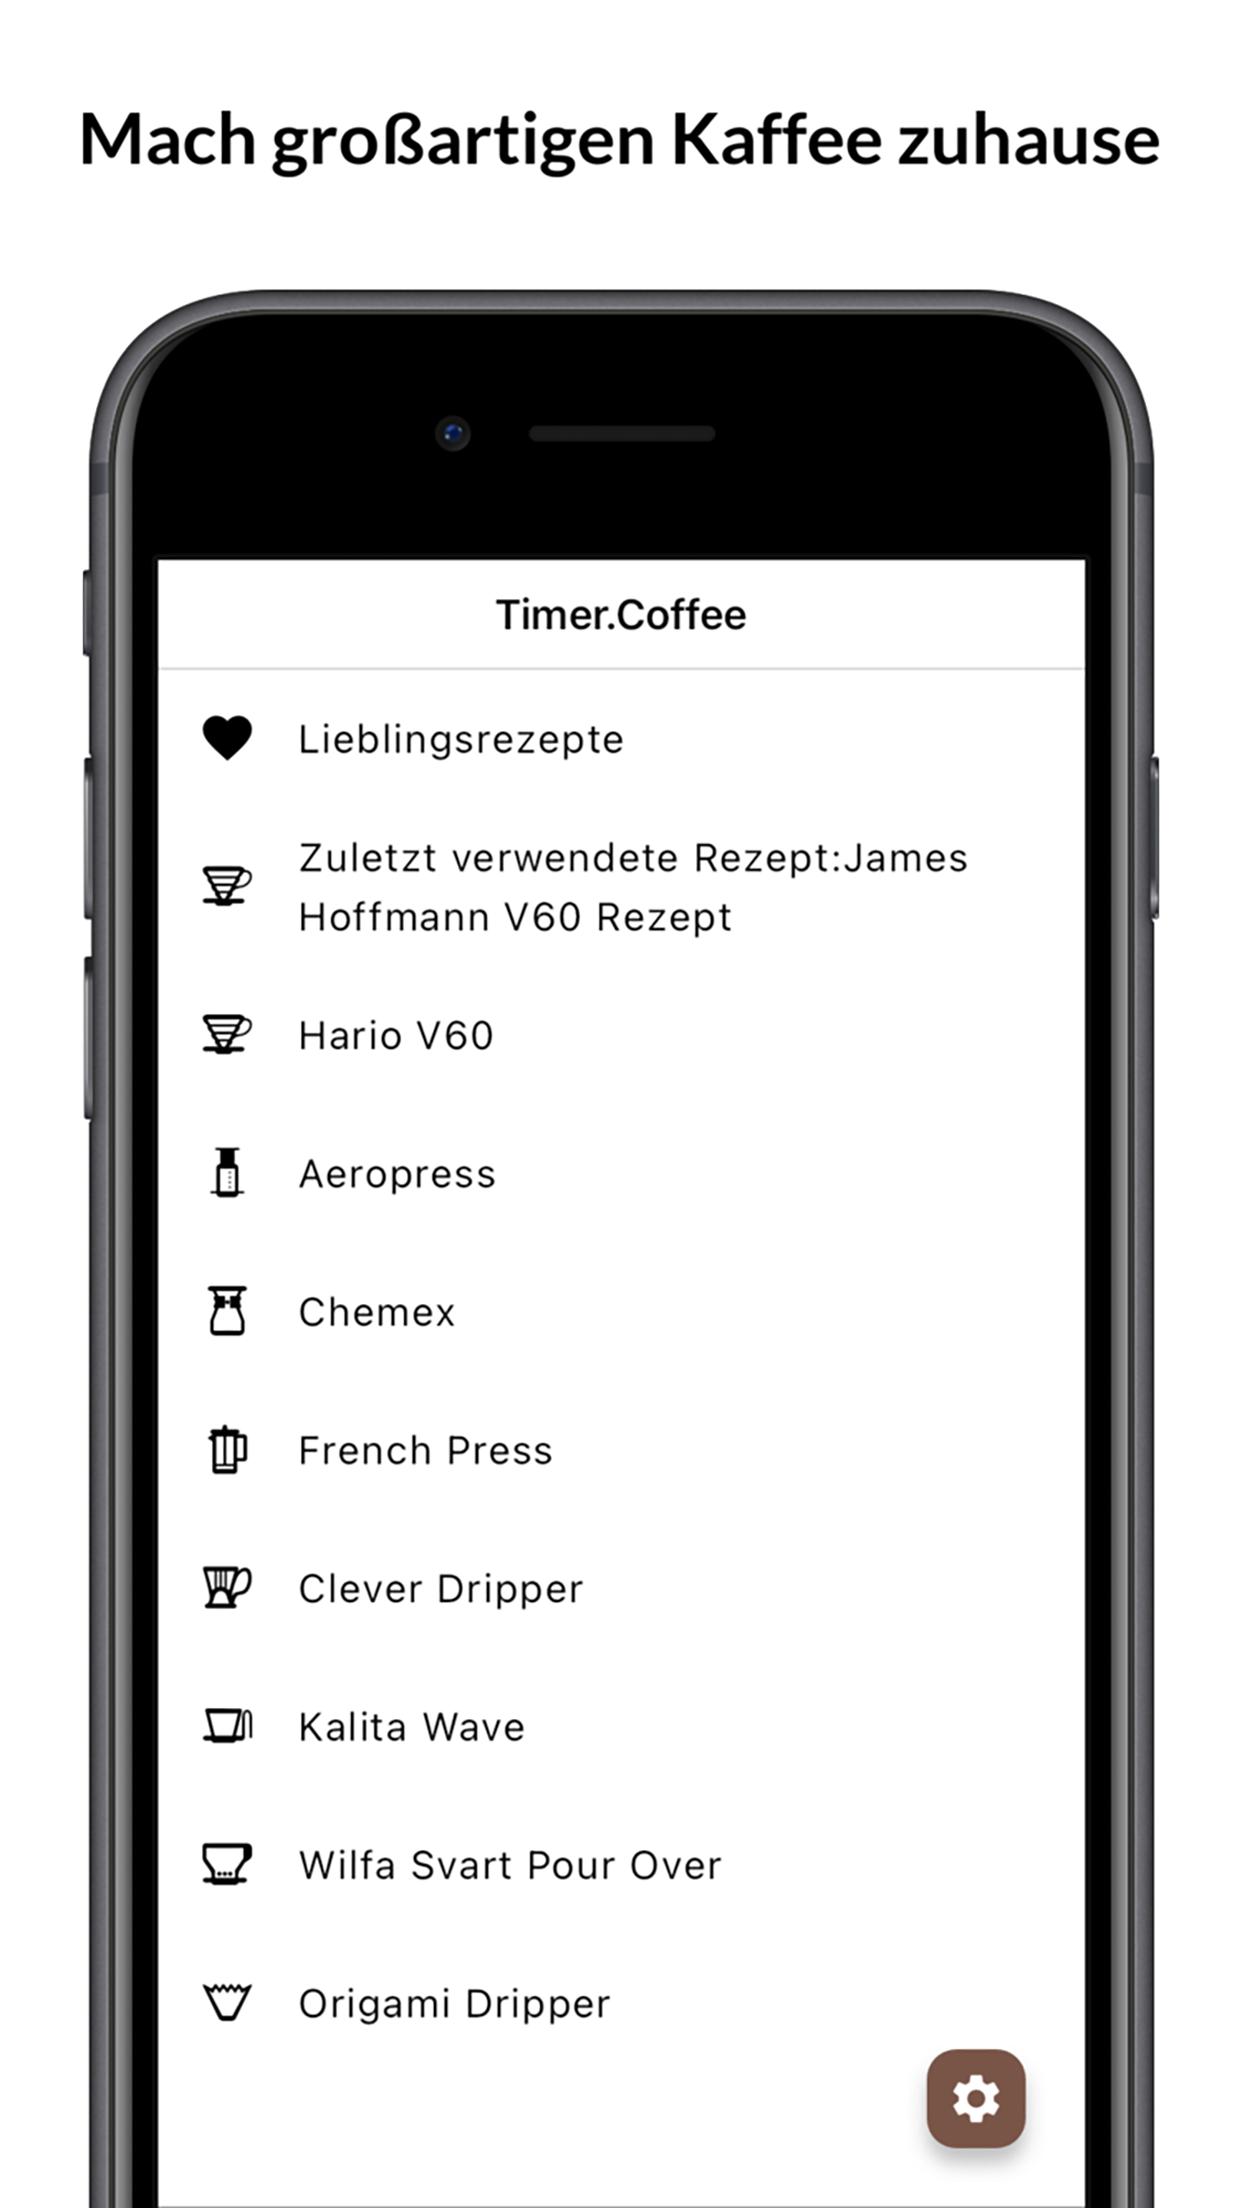 Mach großartigen Kaffee zuhause
Timer.Coffee
Lieblingsrezepte
Zuletzt verwendete Rezept:James
Hoffmann V60 Rezept
Hario V60
Aeropress
Chemex
French Press
Clever Dripper
Kalita Wave
Wilfa Svart Pour Over
Origami Dripper